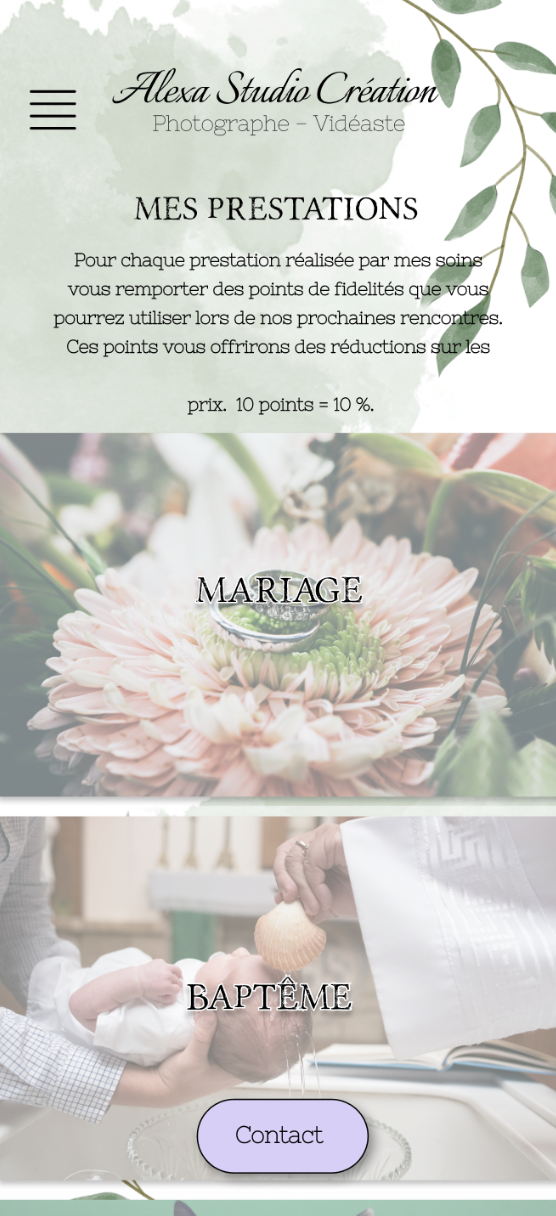 Alexa Studio Création
Photographe - Vidéaste
MES PRESTATIONS
Pour chaque prestation réalisée par mes soins
vous remporter des points de fidelités que vous
pourrez utiliser lors de nos prochaines rencontres.
Ces points vous offrirons des réductions sur les
prix. 10 points = 10 %.
MARIAGE
BAPTÊME
Contact